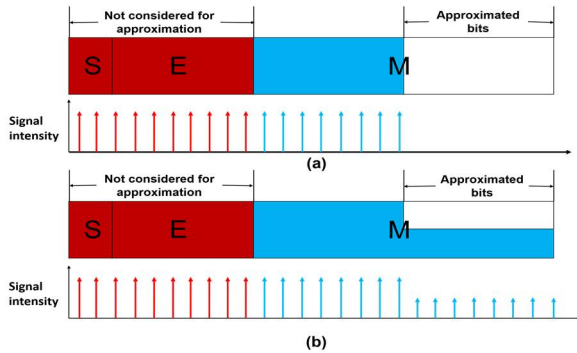 Not considered for
approximation
Approximated
bits
S E M
Signal
intensity
(a)
Not considered for
approximation
Approximated
bits
S E M
Signal
intensity
(b)